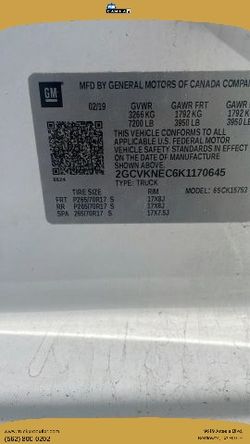 GM
MFD BY GENERAL MOTORS OF CANADA COMPA
02/19 GVWR GAWR FRT GAWR
3266 KG 1792 KG 1792
7200 LB 3950 LB 3950
THIS VEHICLE CONFORMS TO ALL
APPLICABLE U.S. FEDERAL MOTOR
VEHICLE SAFETY STANDARDS IN EFFECT
ON THE DATE OF MANUFACTURE SHOWN ABOVE
2GCVKNEC6K1170645
TYPE: TRUCK MODEL:
TIRE SIZE RIM
FRT P265/70R17 S 17X8J
RR P265/70R17 S 17X8J
SPA 265/70R17 S 17X7.5J
(562) 800-0202